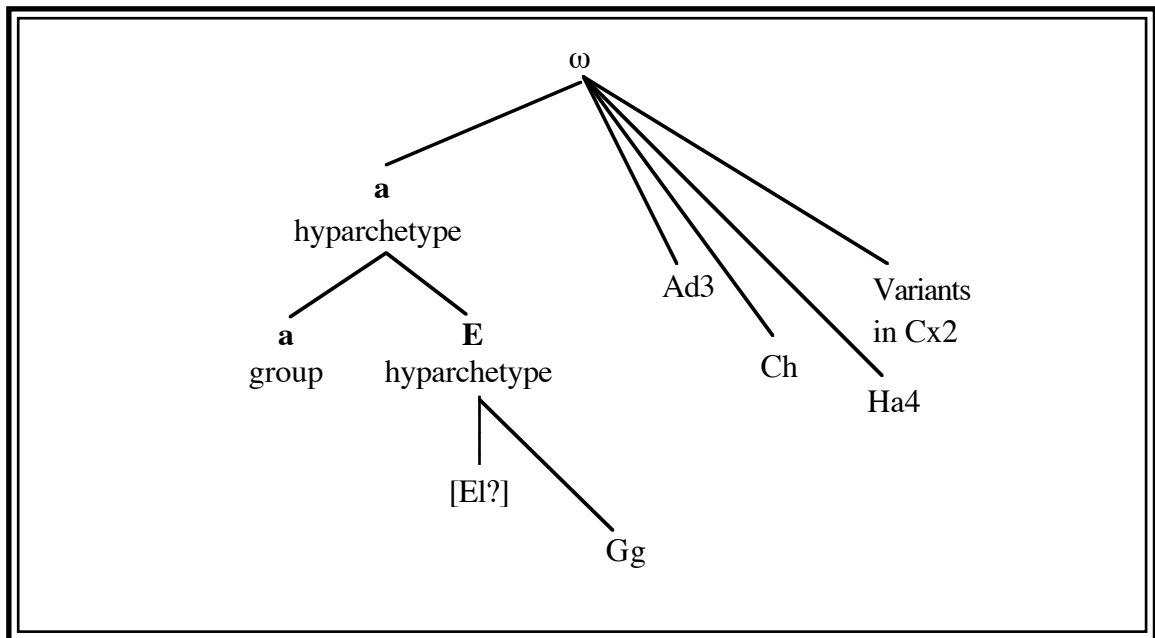 ω
a
hyparchetype
Ad3
Variants
in Cx2
a
group
E
hyparchetype
Ch
Ha4
[El?]
Gg